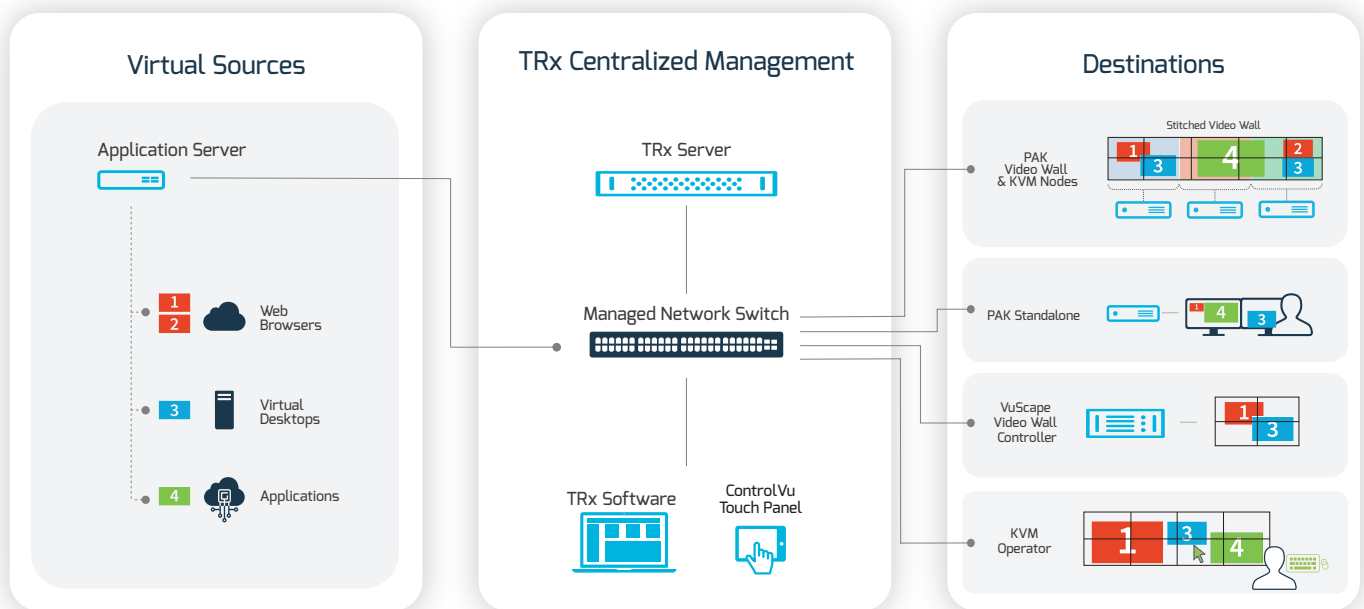 Virtual Sources
Application Server
1
2
Web
Browsers
3
Virtual
Desktops
4
Applications
TRx Centralized Management
TRx Server
Managed Network Switch
TRx Software
ControlVu
Touch Panel
Destinations
PAK
Video Wall
& KVM Nodes
Stitched Video Wall
1
3
4
2
3
PAK Standalone
1
4
3
VuScape
Video Wall
Controller
1
3
KVM
Operator
1
3
4